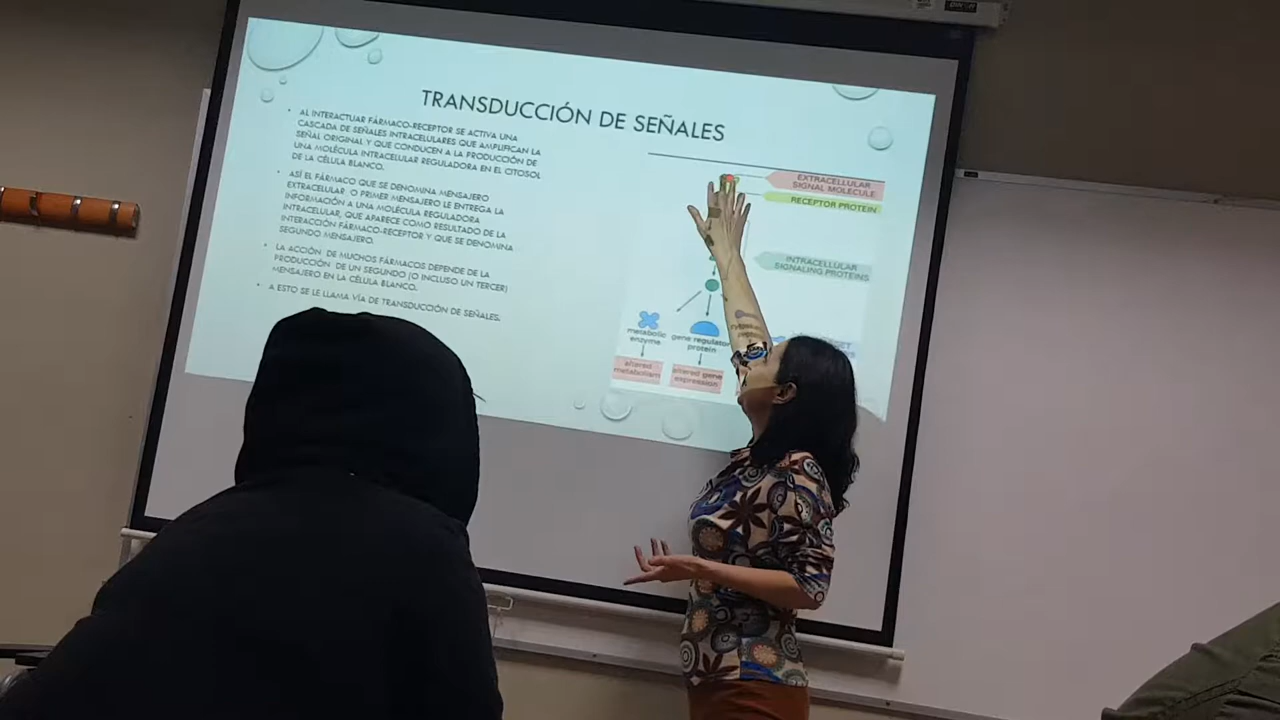 TRANSDUCCIÓN DE SEÑALES
• AL INTERACTUAR FÁRMACO-RECEPTOR SE ACTIVA UNA
CASCADA DE SEÑALES INTRACELULARES QUE AMPLIFICAN LA
SEÑAL ORIGINAL Y QUE CONDUCEN A LA PRODUCCIÓN DE
UNA MOLÉCULA INTRACELULAR REGULADORA EN EL CITOSOL
DE LA CÉLULA BLANCO.
• ASÍ EL FÁRMACO QUE SE DENOMINA MENSAJERO
EXTRACELULAR O PRIMER MENSAJERO LE ENTREGA LA
INFORMACIÓN A UNA MOLÉCULA REGULADORA
INTRACELULAR, QUE APARECE COMO RESULTADO DE LA
INTERACCIÓN FÁRMACO-RECEPTOR Y QUE SE DENOMINA
SEGUNDO MENSAJERO.
• LA ACCIÓN DE MUCHOS FÁRMACOS DEPENDE DE LA
PRODUCCIÓN DE UN SEGUNDO (O INCLUSO UN TERCER)
MENSAJERO EN LA CÉLULA BLANCO.
• A ESTO SE LE LLAMA VÍA DE TRANSDUCCIÓN DE SEÑALES.
EXTRACELLULAR
SIGNAL MOLECULE
RECEPTOR PROTEIN
INTRACELLULAR
SIGNALING PROTEINS
metabolic
enzyme
gene regulator
protein
altered
metabolism
altered gene
expression